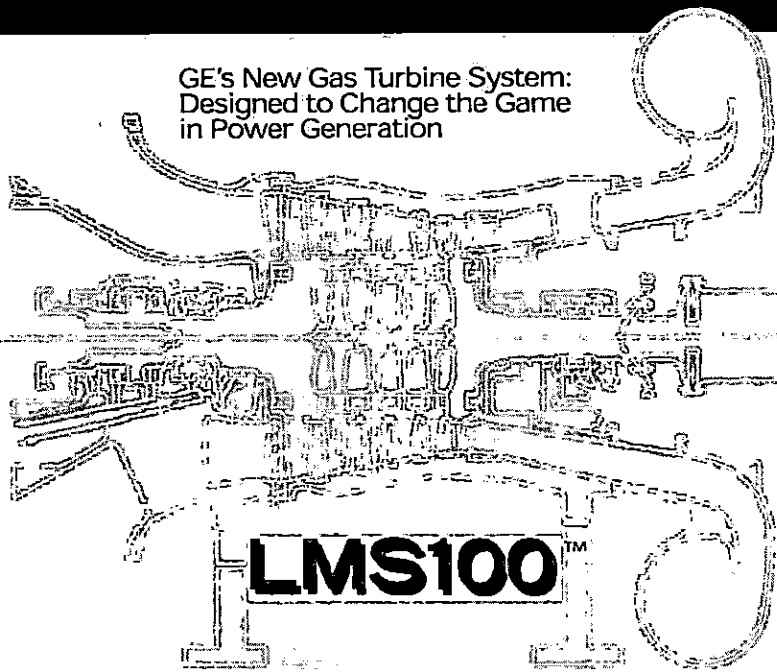 GE's New Gas Turbine System:
Designed to Change the Game
in Power Generation
LMS100™